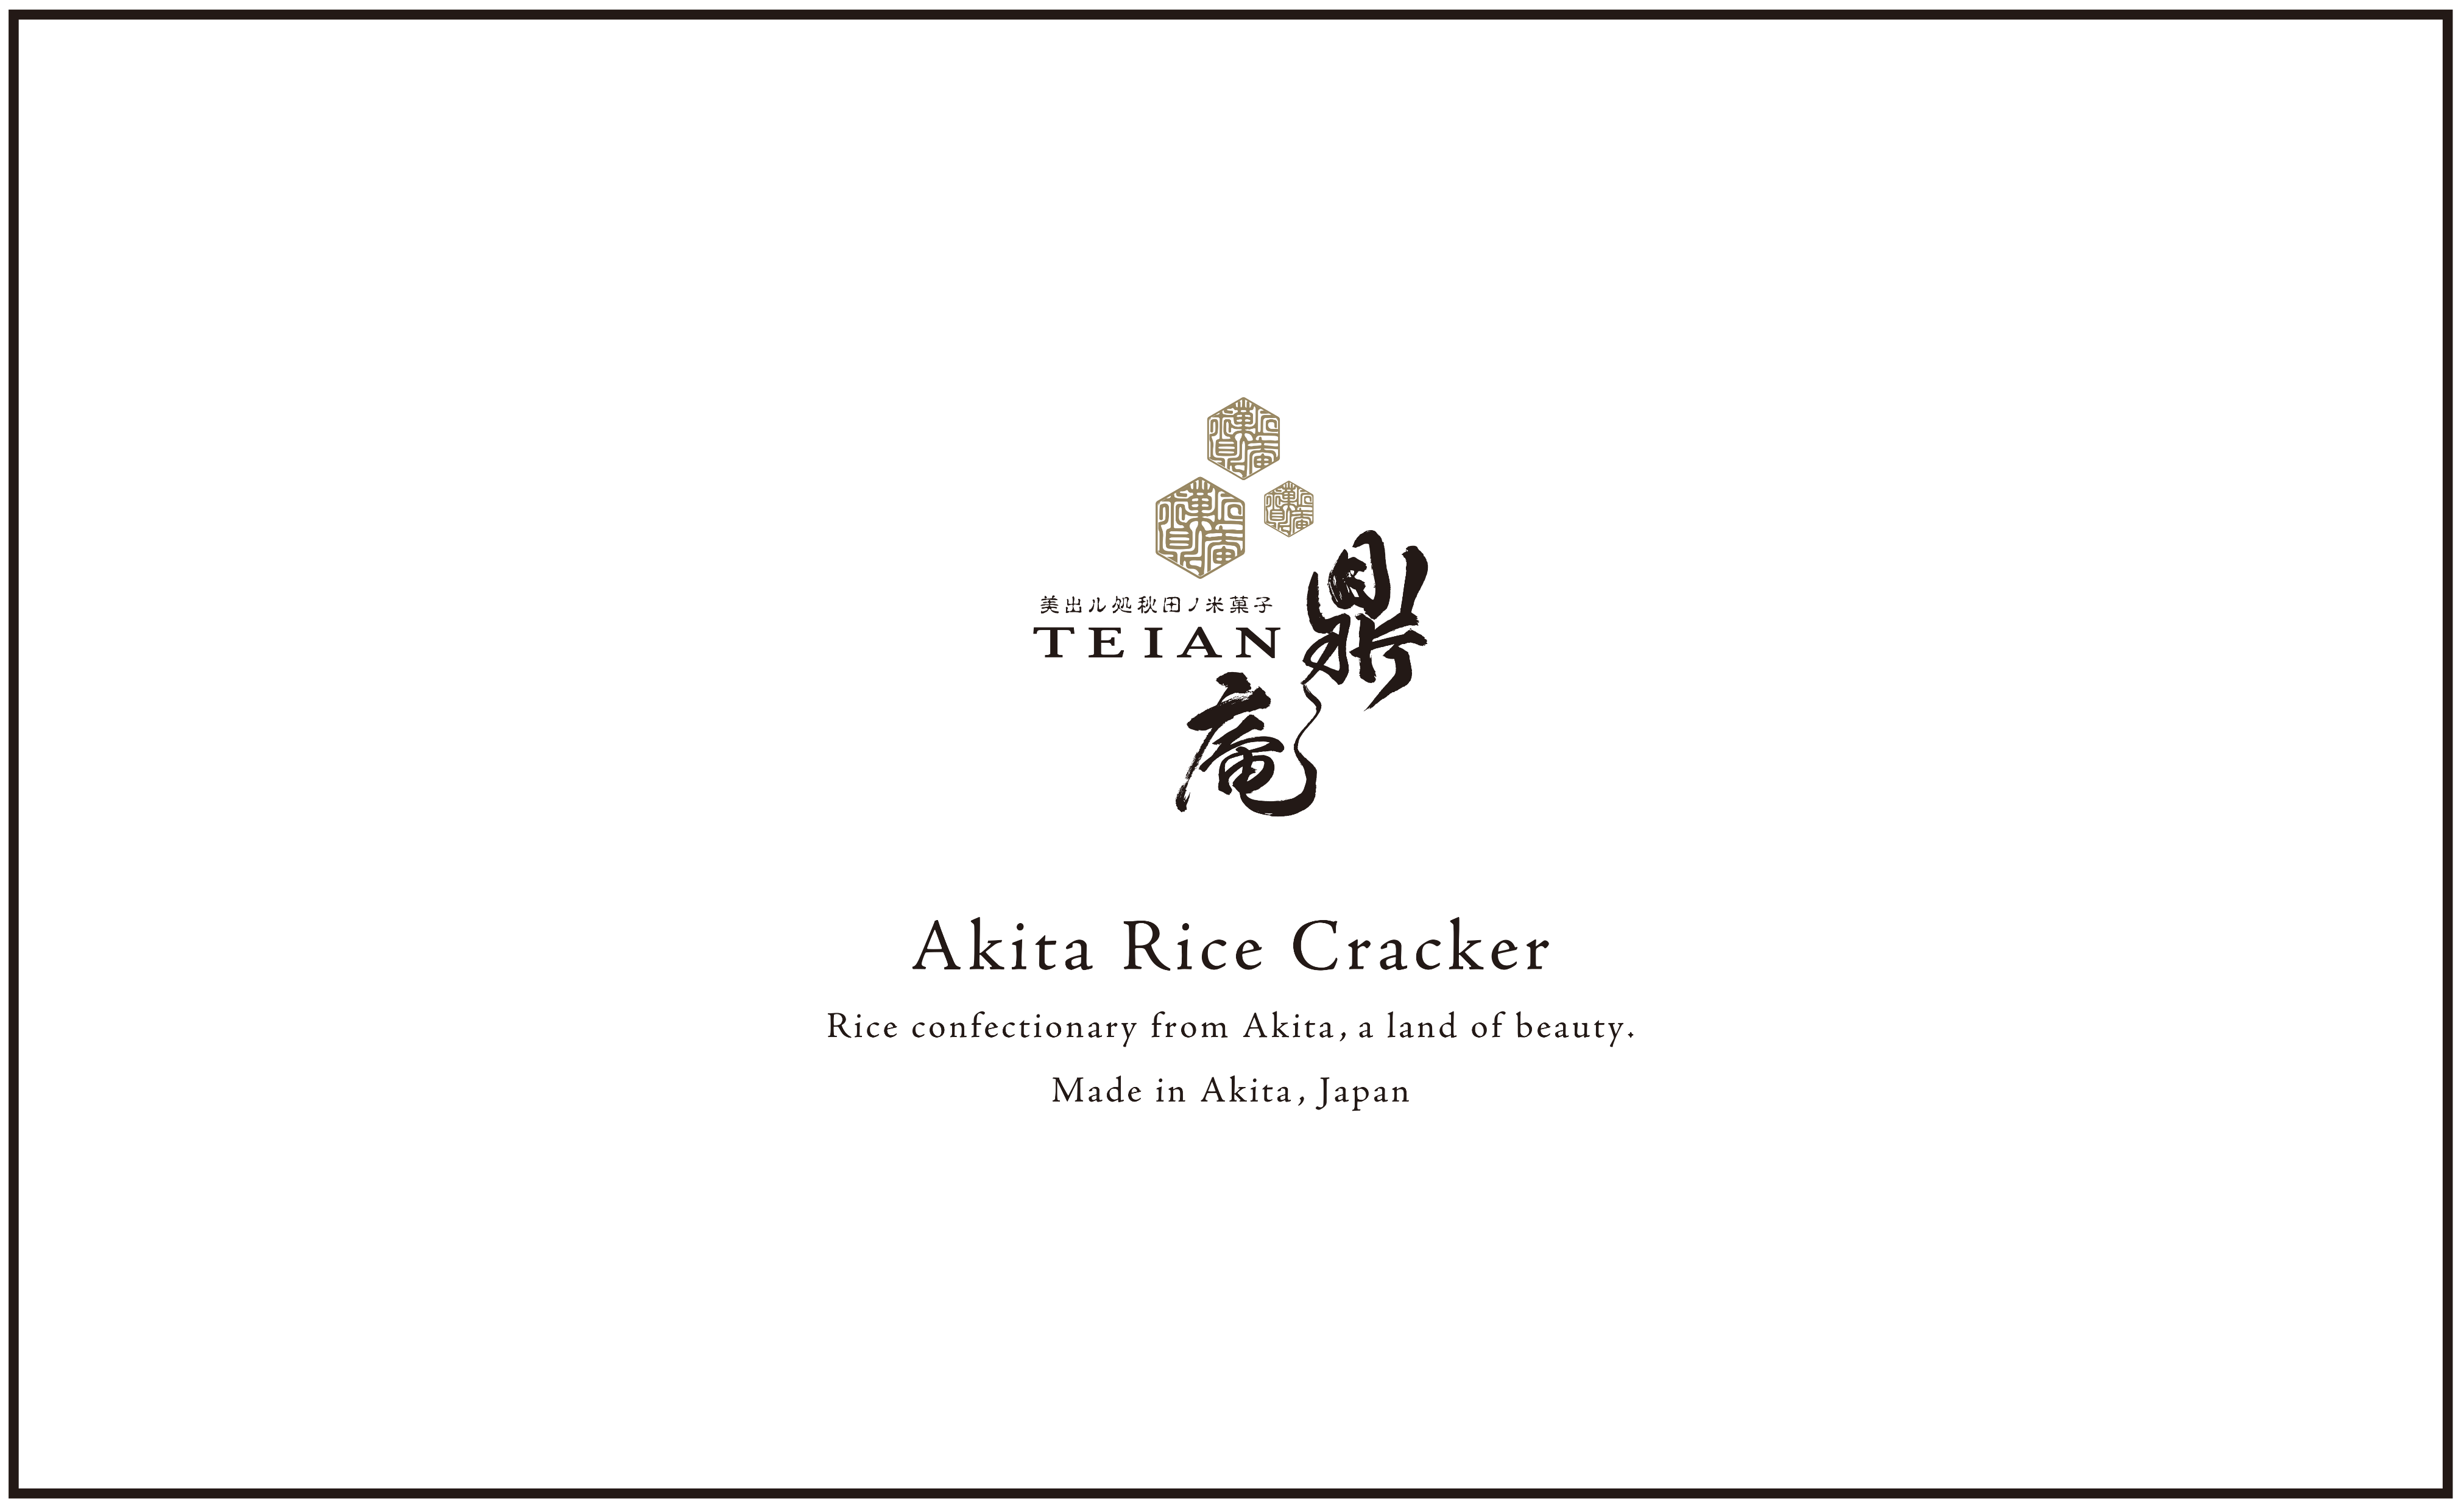 美出ル処秋田ノ米菓子
TEIAN
鼎庵
Akita Rice Cracker
Rice confectionary from Akita, a land of beauty.
Made in Akita, Japan